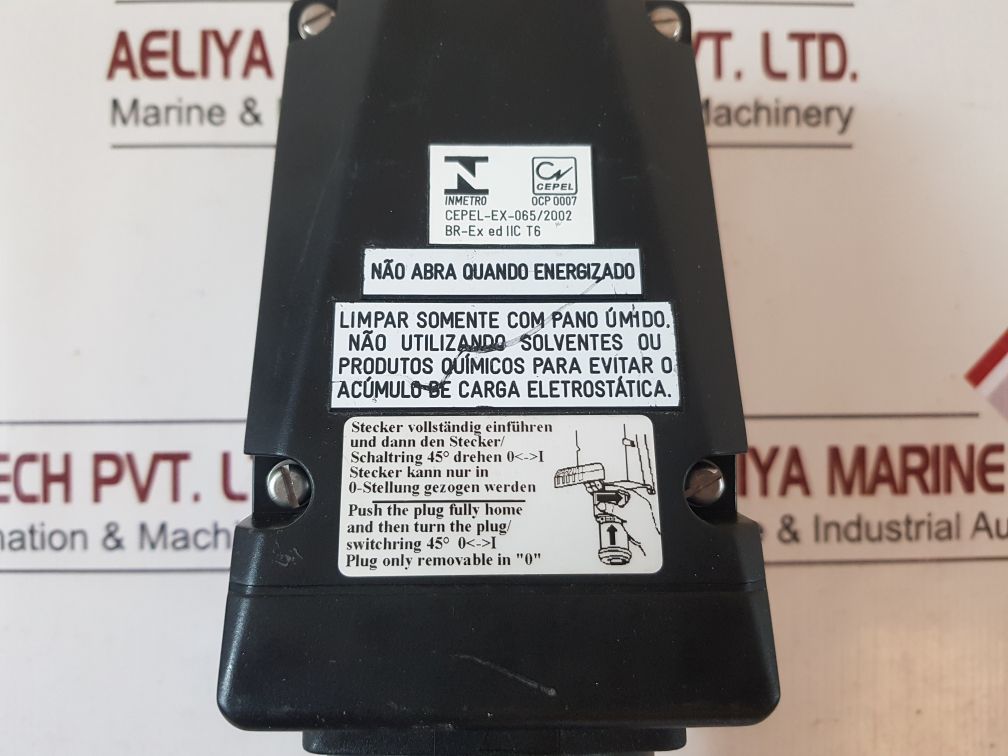 AELIYA
VT. LTD.
Marine &
Machinery
INMETRO
CEPEL
OCP 0007
CEPEL-EX-065/2002
BR-Ex ed IIC T6
NÃO ABRA QUANDO ENERGIZADO
LIMPAR SOMENTE COM PANO ÚMIDO.
NÃO UTILIZANDO SOLVENTES OU
PRODUTOS QUÍMICOS PARA EVITAR O
ACÚMULO DE CARGA ELETROSTÁTICA.
Stecker vollständig einführen
und dann den Stecker/
Schaltring 45° drehen 0<->I
Stecker kann nur in
0-Stellung gezogen werden
Push the plug fully home
and then turn the plug/
switchring 45° 0<->I
Plug only removable in "0"
TECH PVT. L
mation & Mach
IYA MARINE
& Industrial Au